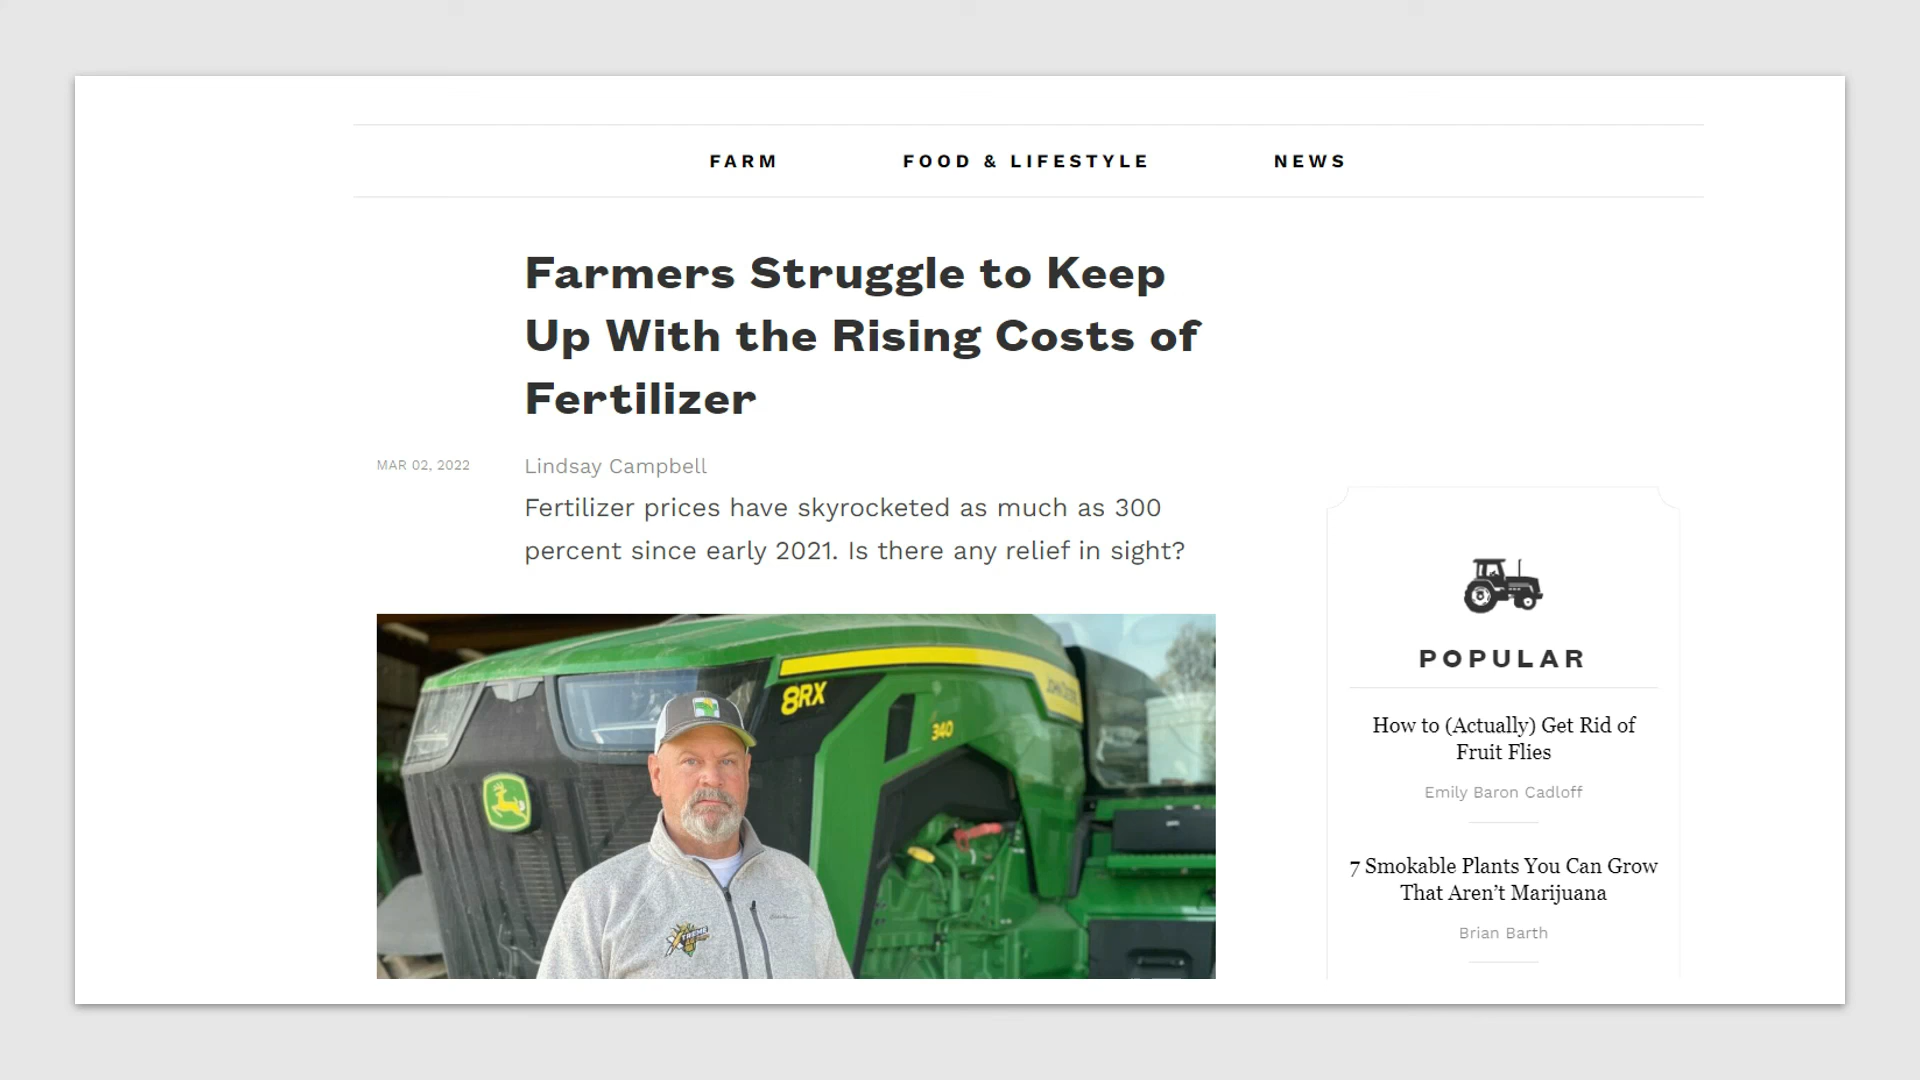 FARM
FOOD & LIFESTYLE
NEWS
Farmers Struggle to Keep
Up With the Rising Costs of
Fertilizer
MAR 02, 2022
Lindsay Campbell
Fertilizer prices have skyrocketed as much as 300
percent since early 2021. Is there any relief in sight?
8RX
340
JOHN DEERE
XTREME
POPULAR
How to (Actually) Get Rid of
Fruit Flies
Emily Baron Cadloff
7 Smokable Plants You Can Grow
That Aren’t Marijuana
Brian Barth